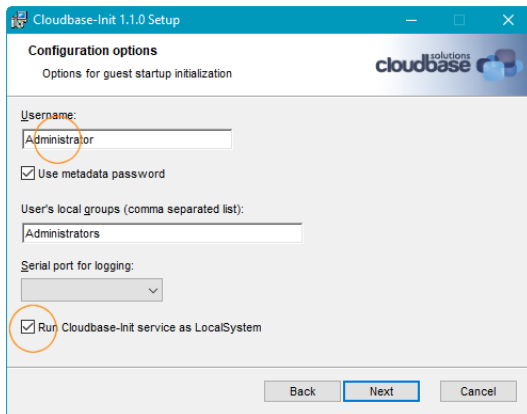 Cloudbase-Init 1.1.0 Setup
Configuration options
Options for guest startup initialization
cloudbase solutions
Username:
Administrator
Use metadata password
User's local groups (comma separated list):
Administrators
Serial port for logging:
Run Cloudbase-Init service as LocalSystem
Back Next Cancel